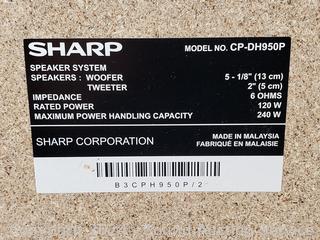 SHARP MODEL NO. CP-DH950P
SPEAKER SYSTEM
SPEAKERS : WOOFER 5 - 1/8" (13 cm)
TWEETER 2" (5 cm)
IMPEDANCE 6 OHMS
RATED POWER 120 W
MAXIMUM POWER HANDLING CAPACITY 240 W
SHARP CORPORATION MADE IN MALAYSIA
FABRIQUÉ EN MALAISIE
B3CPH950P/2